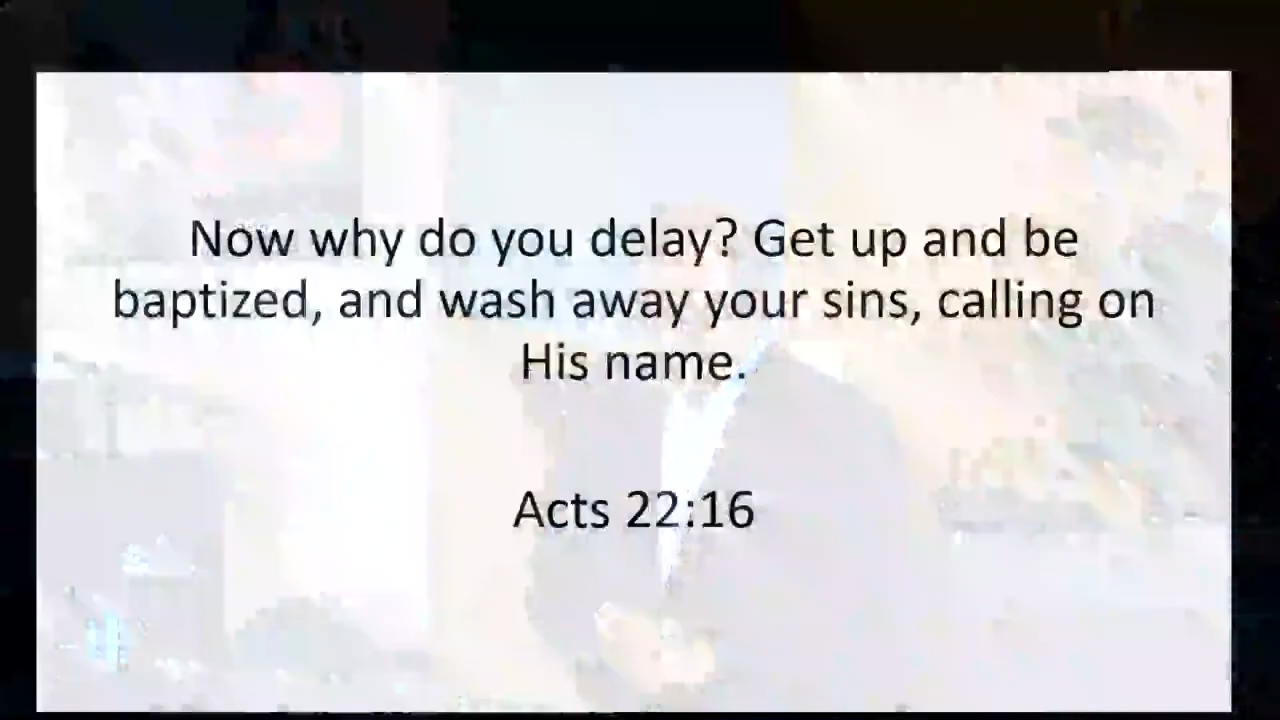 Now why do you delay? Get up and be
baptized, and wash away your sins, calling on
His name.
Acts 22:16